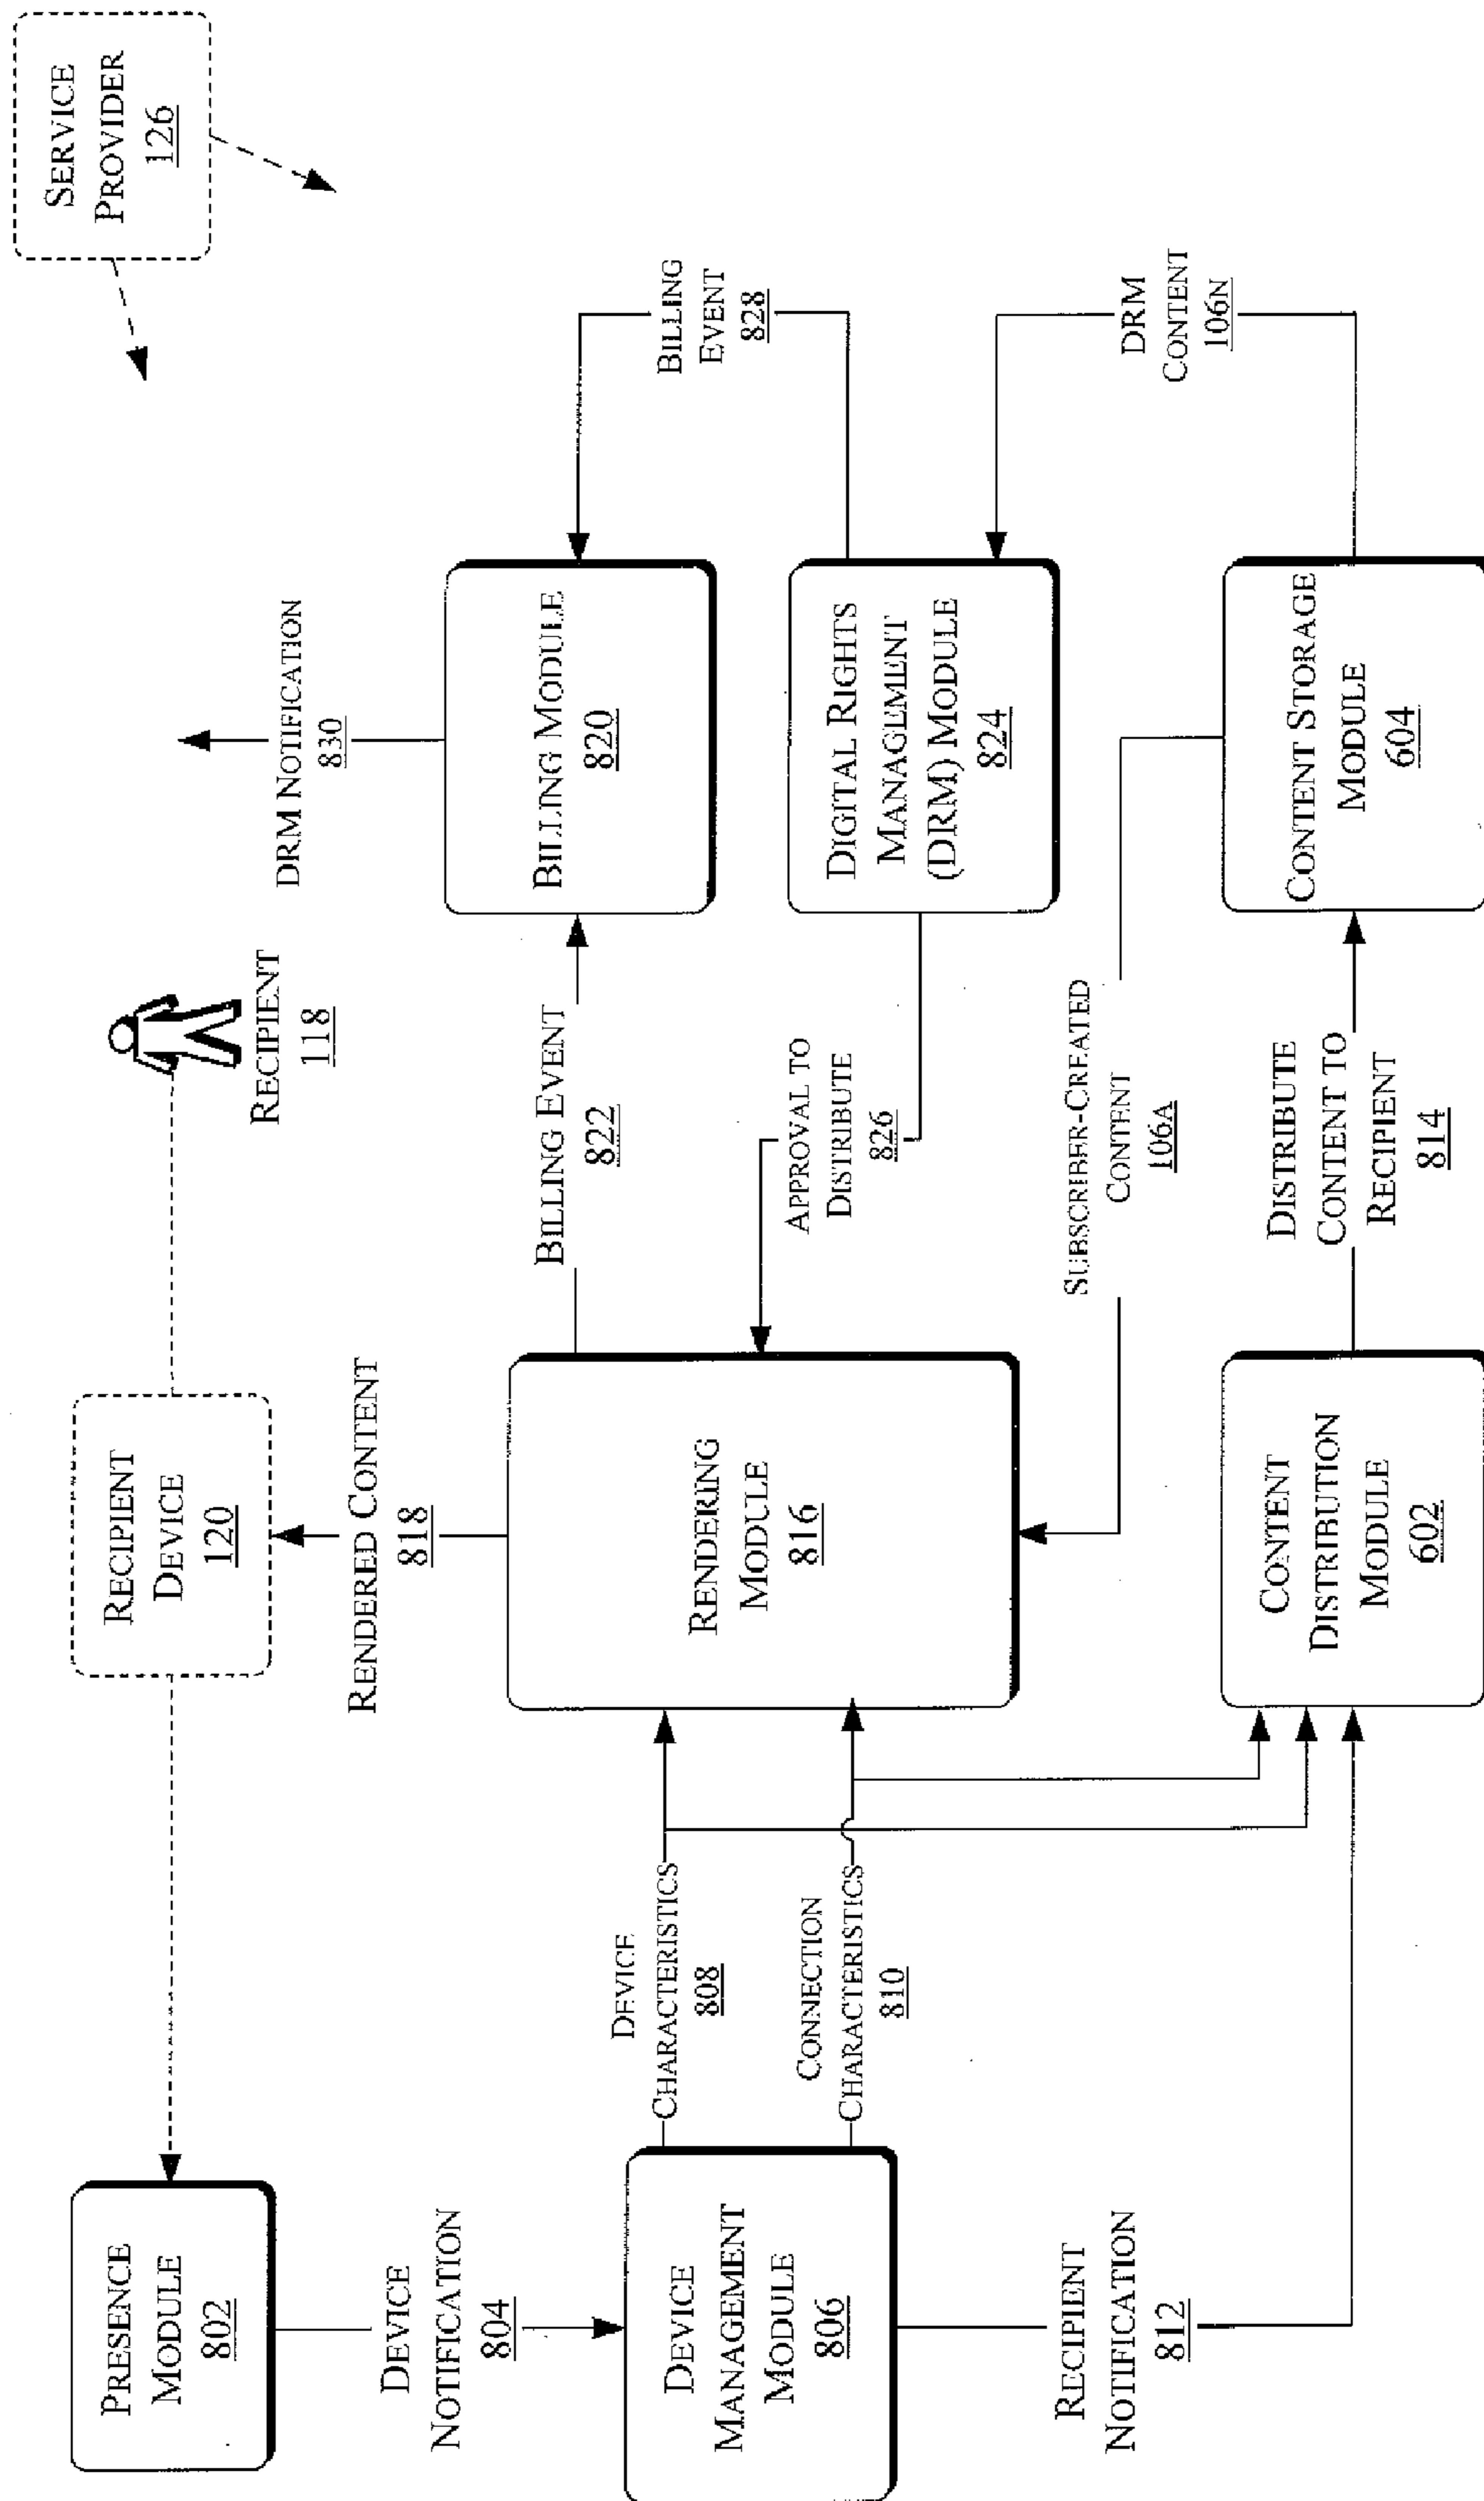 SERVICE
PROVIDER
126
RECIPIENT
118
RECIPIENT
DEVICE
120
PRESENCE
MODULE
802
DEVICE
NOTIFICATION
804
DEVICE
MANAGEMENT
MODULE
806
RECIPIENT
NOTIFICATION
812
DEVICE
CHARACTERISTICS
808
CONNECTION
CHARACTERISTICS
810
RENDERED CONTENT
818
RENDERING
MODULE
816
CONTENT
DISTRIBUTION
MODULE
602
BILLING EVENT
822
APPROVAL TO
DISTRIBUTE
826
SUBSCRIBER-CREATED
CONTENT
106A
DISTRIBUTE
CONTENT TO
RECIPIENT
814
DRM NOTIFICATION
830
BILLING MODULE
820
DIGITAL RIGHTS
MANAGEMENT
(DRM) MODULE
824
CONTENT STORAGE
MODULE
604
BILLING
EVENT
828
DRM
CONTENT
106N